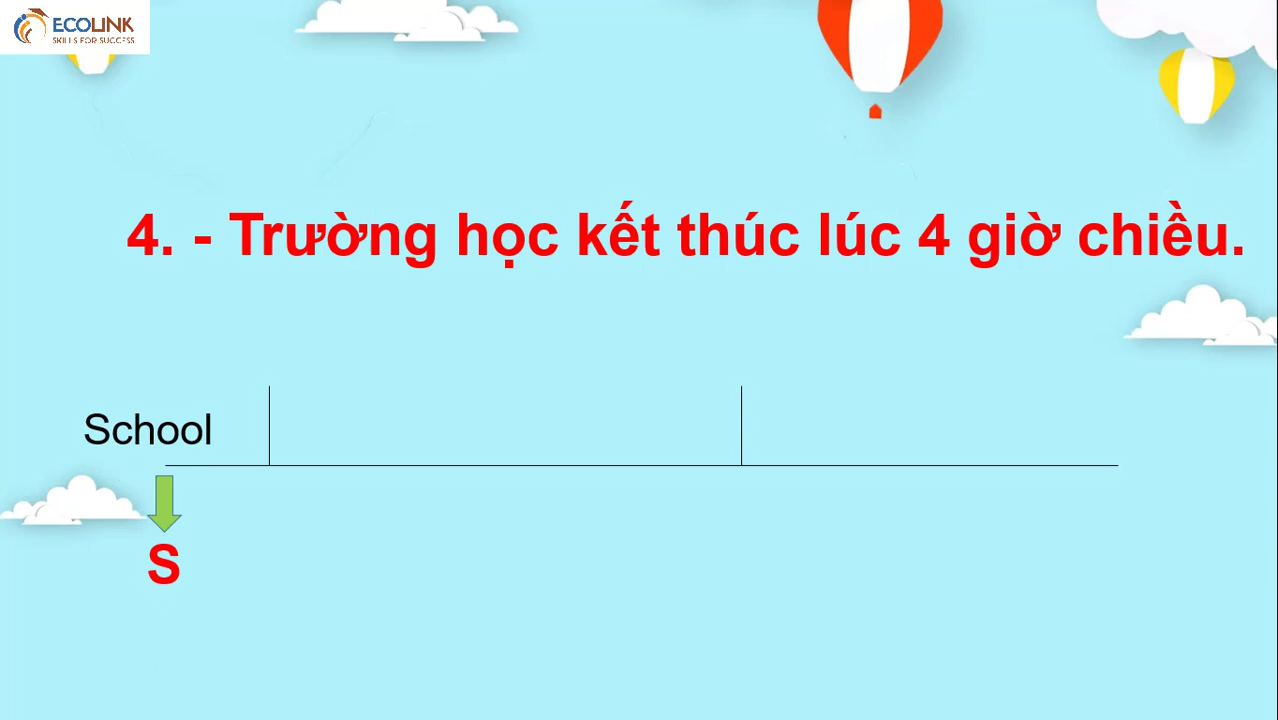 ECOLINK
SKILLS FOR SUCCESS
4. - Trường học kết thúc lúc 4 giờ chiều.
School
S